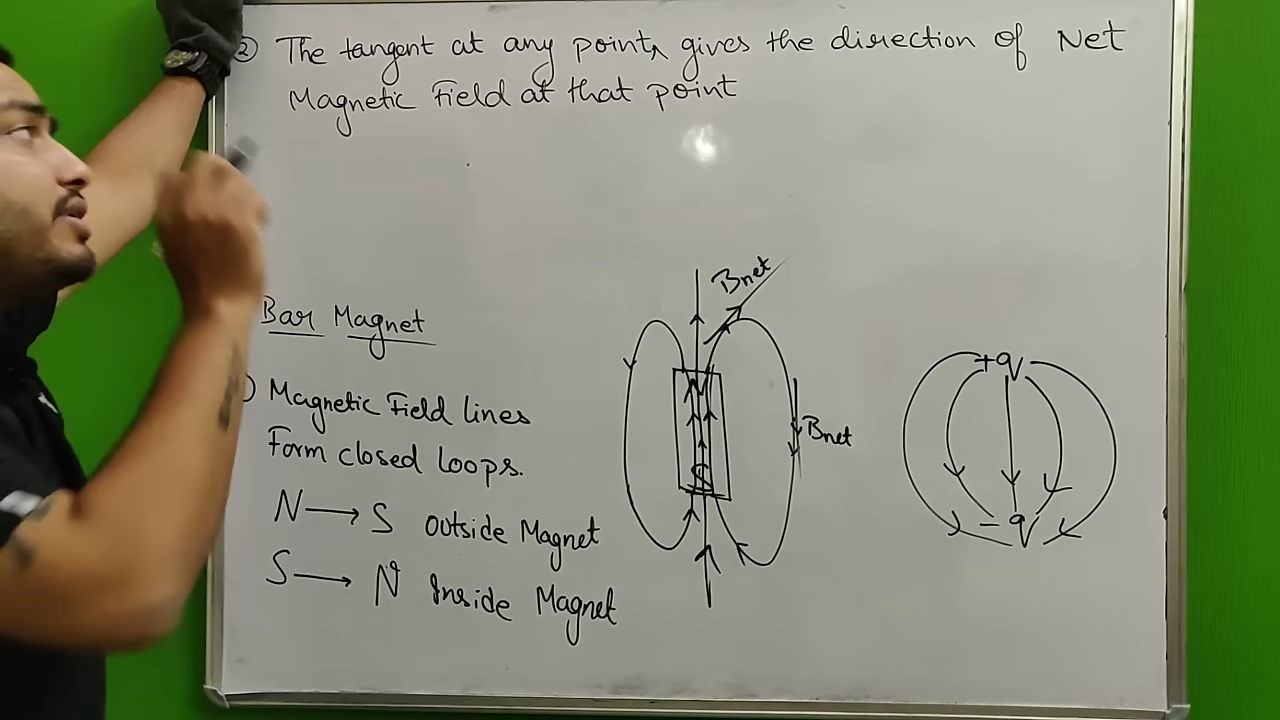 ② The tangent at any point, gives the direction of Net
Magnetic Field at that point
Bar Magnet
Magnetic Field lines
Form closed loops.
N → S outside Magnet
S → N Inside Magnet
Bnet
Bnet
S
+q
-q